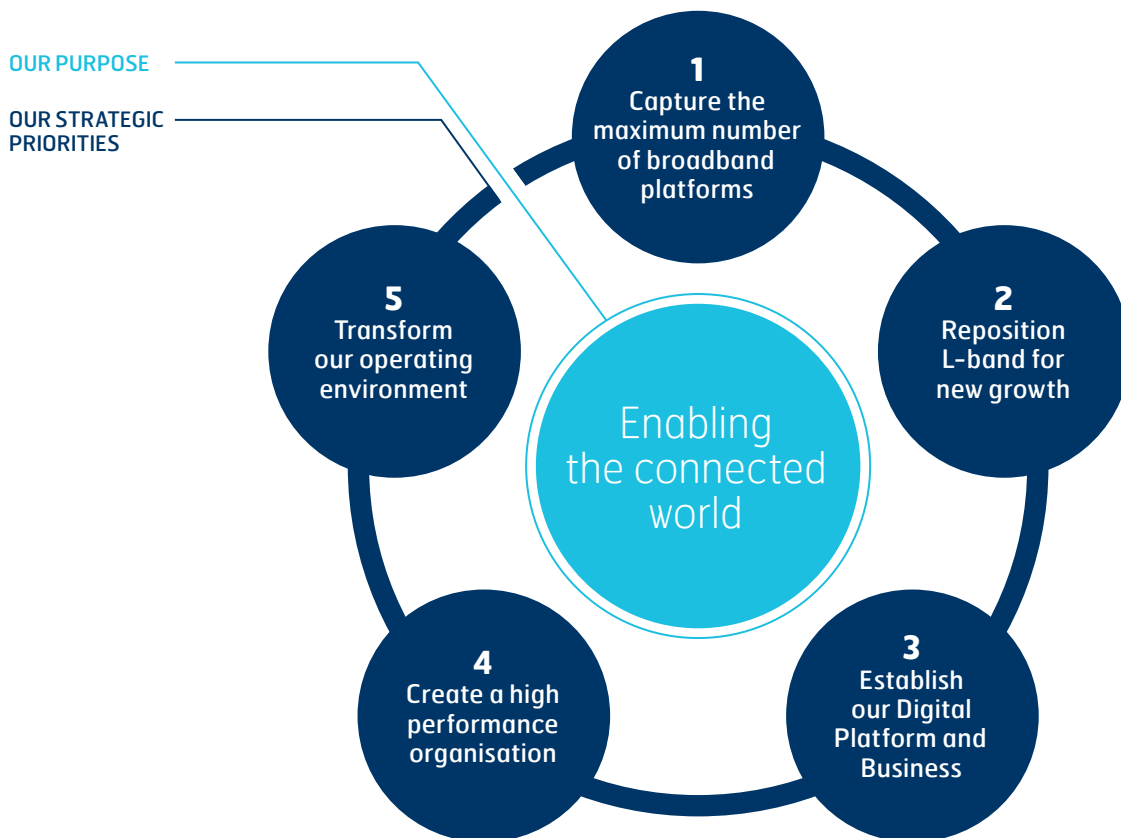 OUR PURPOSE
OUR STRATEGIC
PRIORITIES
1
Capture the
maximum number
of broadband
platforms
2
Reposition
L-band for
new growth
3
Establish
our Digital
Platform and
Business
4
Create a high
performance
organisation
5
Transform
our operating
environment
Enabling
the connected
world